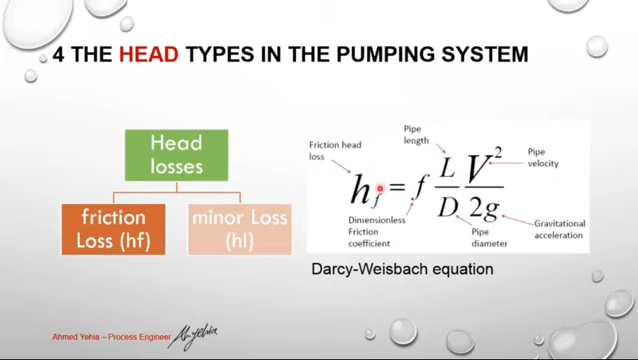 4 THE HEAD TYPES IN THE PUMPING SYSTEM
Head
losses
friction
Loss (hf)
minor Loss
(hl)
Friction head
loss
Pipe
length
Pipe
velocity
h_f = f L/D V²/2g
Dimensionless
Friction
coefficient
Pipe
diameter
Gravitational
acceleration
Darcy-Weisbach equation
Ahmed Yehia – Process Engineer